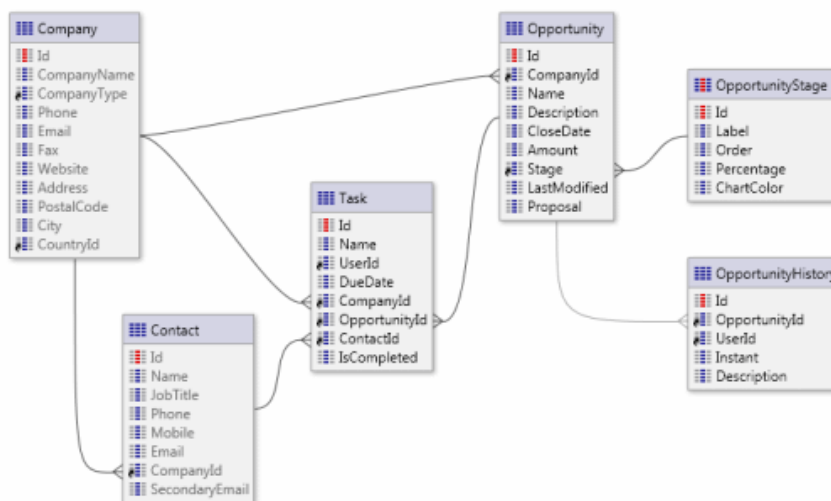 Company
Id
CompanyName
CompanyType
Phone
Email
Fax
Website
Address
PostalCode
City
CountryId
Contact
Id
Name
JobTitle
Phone
Mobile
Email
CompanyId
SecondaryEmail
Task
Id
Name
UserId
DueDate
CompanyId
OpportunityId
ContactId
IsCompleted
Opportunity
Id
CompanyId
Name
Description
CloseDate
Amount
Stage
LastModified
Proposal
OpportunityStage
Id
Label
Order
Percentage
ChartColor
OpportunityHistory
Id
OpportunityId
UserId
Instant
Description